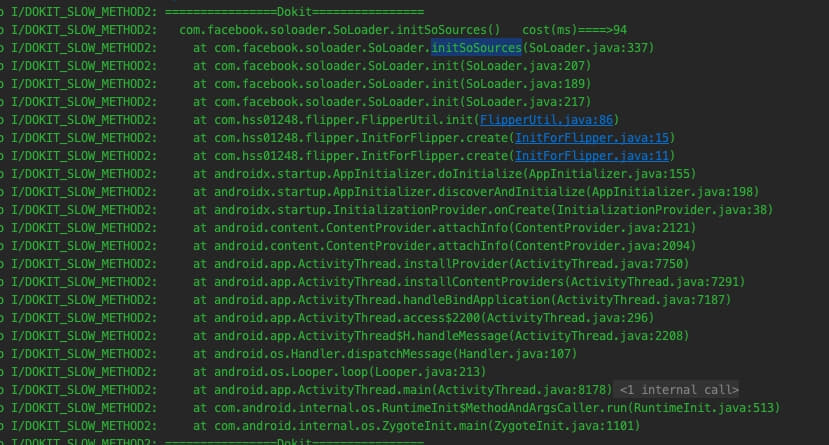 o I/DOKIT_SLOW_METHOD2: ================Dokit================
o I/DOKIT_SLOW_METHOD2:   com.facebook.soloader.SoLoader.initSoSources()   cost(ms)====>94
o I/DOKIT_SLOW_METHOD2:     at com.facebook.soloader.SoLoader.initSoSources(SoLoader.java:337)
o I/DOKIT_SLOW_METHOD2:     at com.facebook.soloader.SoLoader.init(SoLoader.java:207)
o I/DOKIT_SLOW_METHOD2:     at com.facebook.soloader.SoLoader.init(SoLoader.java:189)
o I/DOKIT_SLOW_METHOD2:     at com.facebook.soloader.SoLoader.init(SoLoader.java:217)
o I/DOKIT_SLOW_METHOD2:     at com.hss01248.flipper.FlipperUtil.init(FlipperUtil.java:86)
o I/DOKIT_SLOW_METHOD2:     at com.hss01248.flipper.InitForFlipper.create(InitForFlipper.java:15)
o I/DOKIT_SLOW_METHOD2:     at com.hss01248.flipper.InitForFlipper.create(InitForFlipper.java:11)
o I/DOKIT_SLOW_METHOD2:     at androidx.startup.AppInitializer.doInitialize(AppInitializer.java:155)
o I/DOKIT_SLOW_METHOD2:     at androidx.startup.AppInitializer.discoverAndInitialize(AppInitializer.java:198)
o I/DOKIT_SLOW_METHOD2:     at androidx.startup.InitializationProvider.onCreate(InitializationProvider.java:38)
o I/DOKIT_SLOW_METHOD2:     at android.content.ContentProvider.attachInfo(ContentProvider.java:2121)
o I/DOKIT_SLOW_METHOD2:     at android.content.ContentProvider.attachInfo(ContentProvider.java:2094)
o I/DOKIT_SLOW_METHOD2:     at android.app.ActivityThread.installProvider(ActivityThread.java:7750)
o I/DOKIT_SLOW_METHOD2:     at android.app.ActivityThread.installContentProviders(ActivityThread.java:7291)
o I/DOKIT_SLOW_METHOD2:     at android.app.ActivityThread.handleBindApplication(ActivityThread.java:7187)
o I/DOKIT_SLOW_METHOD2:     at android.app.ActivityThread.access$2200(ActivityThread.java:296)
o I/DOKIT_SLOW_METHOD2:     at android.app.ActivityThread$H.handleMessage(ActivityThread.java:2208)
o I/DOKIT_SLOW_METHOD2:     at android.os.Handler.dispatchMessage(Handler.java:107)
o I/DOKIT_SLOW_METHOD2:     at android.os.Looper.loop(Looper.java:213)
o I/DOKIT_SLOW_METHOD2:     at android.app.ActivityThread.main(ActivityThread.java:8178) <1 internal call>
o I/DOKIT_SLOW_METHOD2:     at com.android.internal.os.RuntimeInit$MethodAndArgsCaller.run(RuntimeInit.java:513)
o I/DOKIT_SLOW_METHOD2:     at com.android.internal.os.ZygoteInit.main(ZygoteInit.java:1101)
o I/DOKIT_SLOW_METHOD2: ================Dokit================